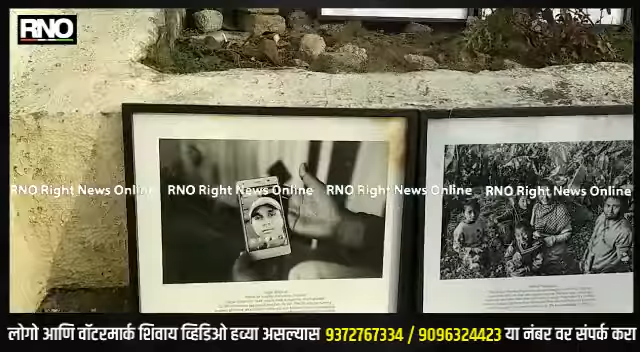 RNO
RNO Right News Online RNO Right News Online RNO Right News Online RNO Right News Online
लोगो आणि वॉटरमार्क शिवाय व्हिडिओ हव्या असल्यास 9372767334 / 9096324423 या नंबर वर संपर्क करा